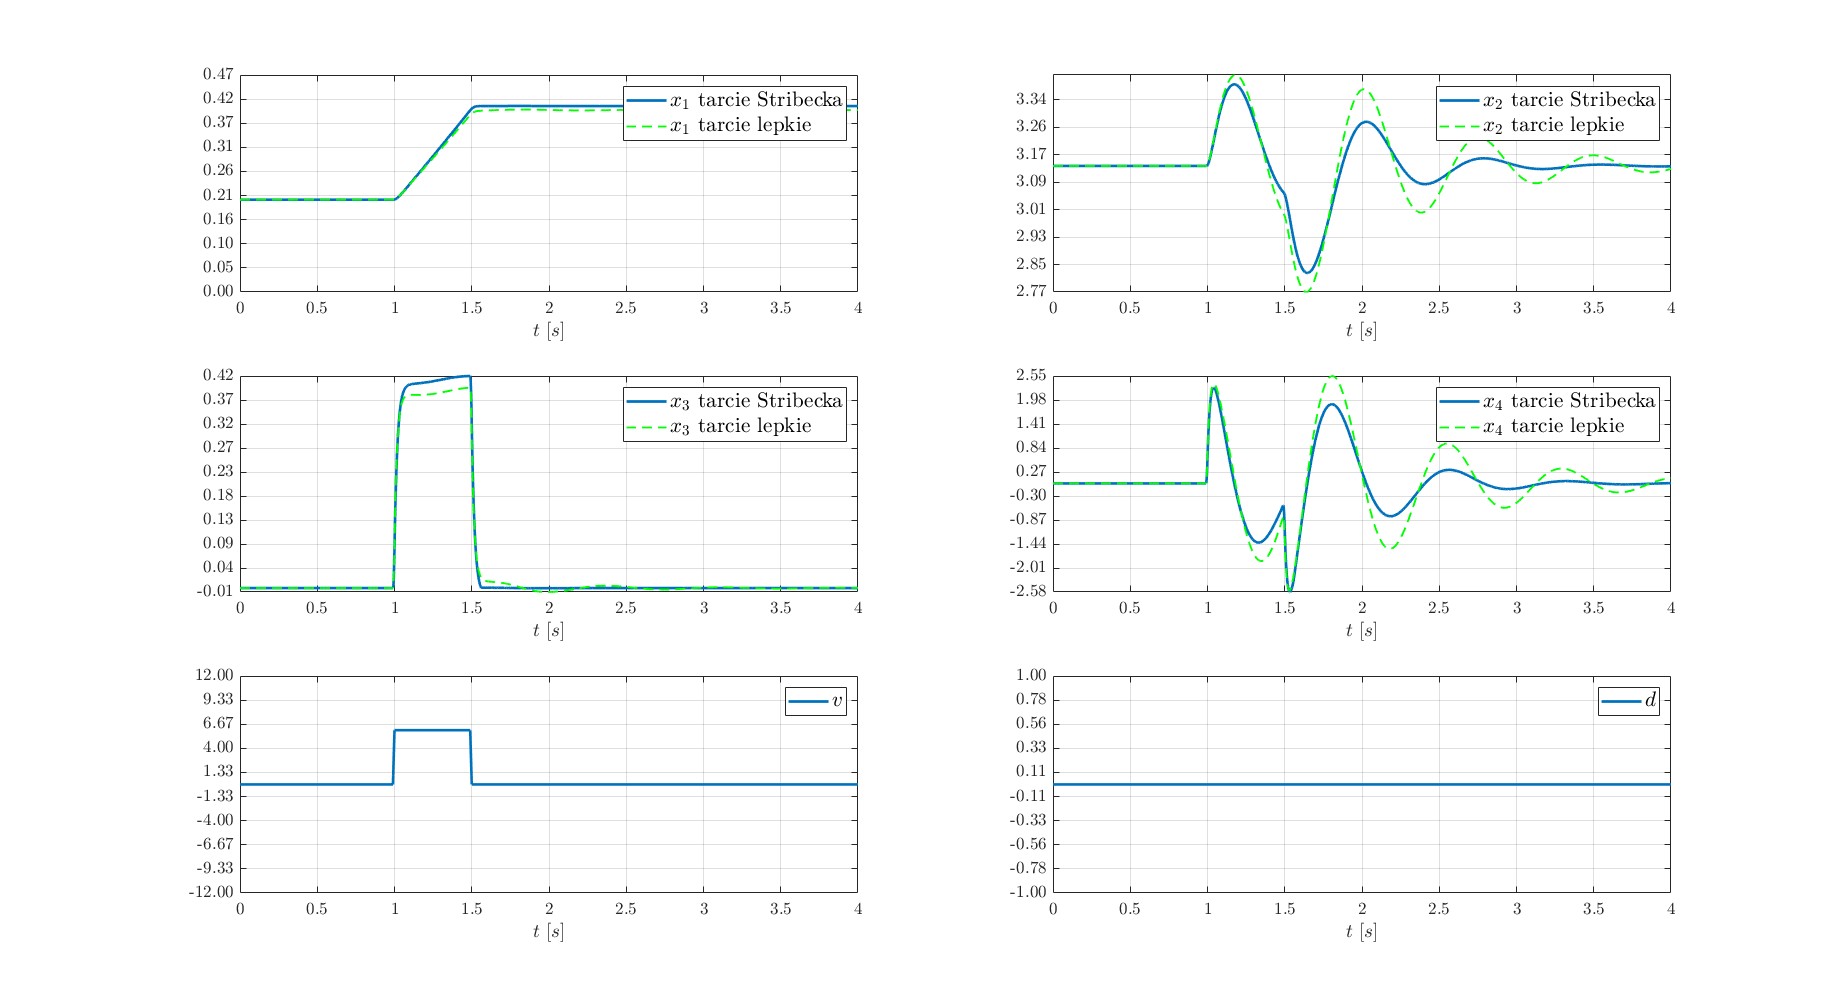 0.47
0.42
0.37
0.31
0.26
0.21
0.16
0.10
0.05
0.00
0 0.5 1 1.5 2 2.5 3 3.5 4
t [s]
x₁ tarcie Stribecka
x₁ tarcie lepkie
3.34
3.26
3.17
3.09
3.01
2.93
2.85
2.77
0 0.5 1 1.5 2 2.5 3 3.5 4
t [s]
x₂ tarcie Stribecka
x₂ tarcie lepkie
0.42
0.37
0.32
0.27
0.23
0.18
0.13
0.09
0.04
-0.01
0 0.5 1 1.5 2 2.5 3 3.5 4
t [s]
x₃ tarcie Stribecka
x₃ tarcie lepkie
2.55
1.98
1.41
0.84
0.27
-0.30
-0.87
-1.44
-2.01
-2.58
0 0.5 1 1.5 2 2.5 3 3.5 4
t [s]
x₄ tarcie Stribecka
x₄ tarcie lepkie
12.00
9.33
6.67
4.00
1.33
-1.33
-4.00
-6.67
-9.33
-12.00
0 0.5 1 1.5 2 2.5 3 3.5 4
t [s]
v
1.00
0.78
0.56
0.33
0.11
-0.11
-0.33
-0.56
-0.78
-1.00
0 0.5 1 1.5 2 2.5 3 3.5 4
t [s]
d